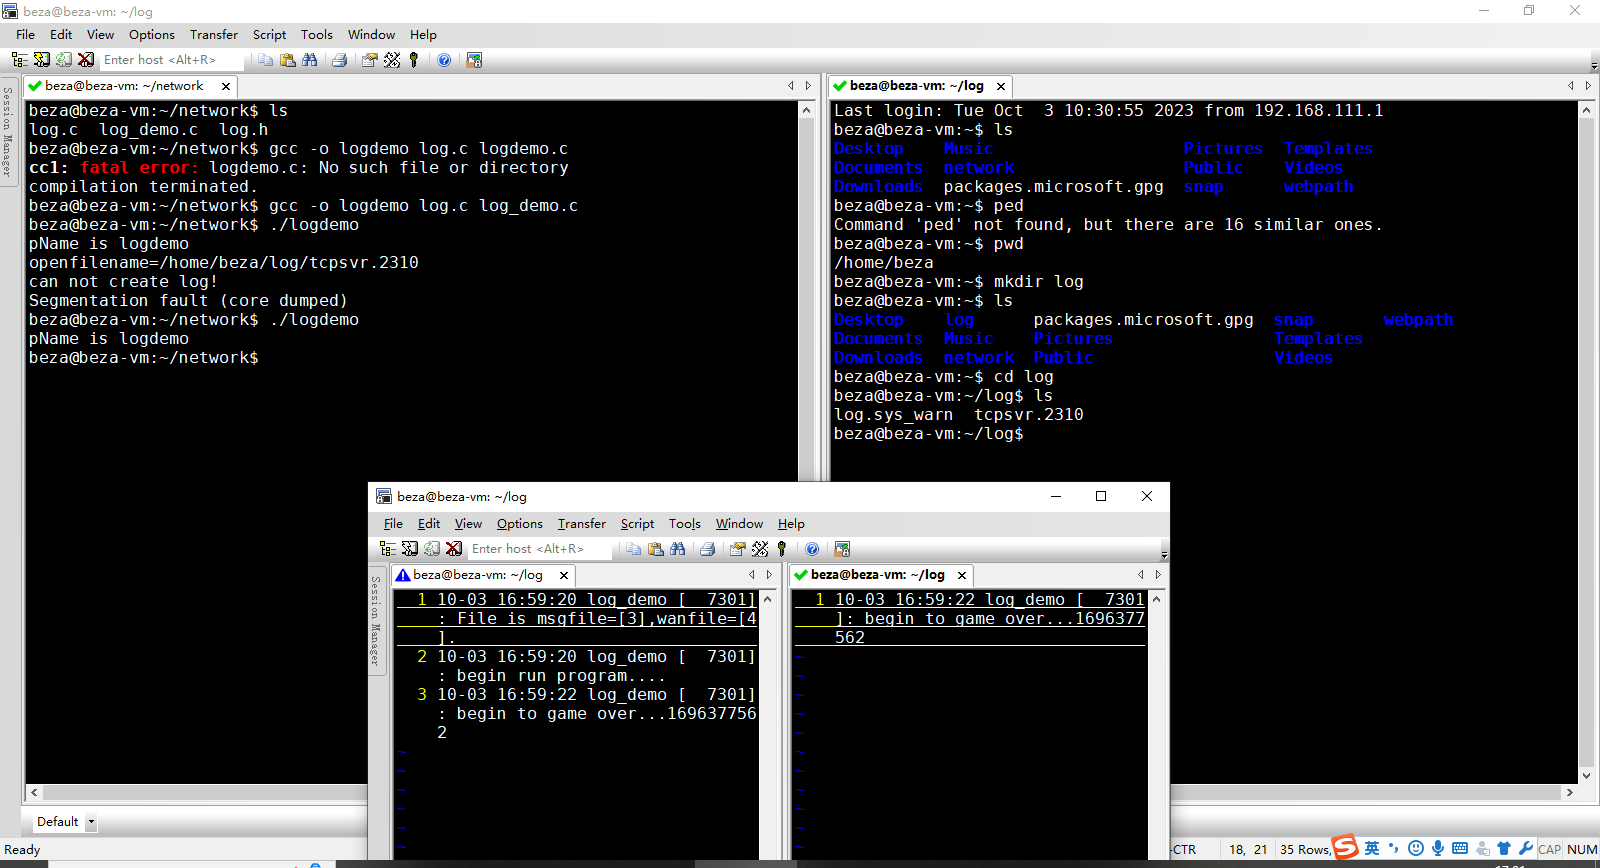 beza@beza-vm: ~/log
File Edit View Options Transfer Script Tools Window Help
Enter host <Alt+R>
Session Manager
beza@beza-vm: ~/network
beza@beza-vm:~/network$ ls
log.c  log_demo.c  log.h
beza@beza-vm:~/network$ gcc -o logdemo log.c logdemo.c
cc1: fatal error: logdemo.c: No such file or directory
compilation terminated.
beza@beza-vm:~/network$ gcc -o logdemo log.c log_demo.c
beza@beza-vm:~/network$ ./logdemo
pName is logdemo
openfilename=/home/beza/log/tcpsvr.2310
can not create log!
Segmentation fault (core dumped)
beza@beza-vm:~/network$ ./logdemo
pName is logdemo
beza@beza-vm:~/network$
beza@beza-vm: ~/log
Last login: Tue Oct  3 10:30:55 2023 from 192.168.111.1
beza@beza-vm:~$ ls
Desktop    Music                   Pictures  Templates
Documents  network                 Public    Videos
Downloads  packages.microsoft.gpg  snap      webpath
beza@beza-vm:~$ ped
Command 'ped' not found, but there are 16 similar ones.
beza@beza-vm:~$ pwd
/home/beza
beza@beza-vm:~$ mkdir log
beza@beza-vm:~$ ls
Desktop    log      packages.microsoft.gpg  snap       webpath
Documents  Music    Pictures                Templates
Downloads  network  Public                  Videos
beza@beza-vm:~$ cd log
beza@beza-vm:~/log$ ls
log.sys_warn  tcpsvr.2310
beza@beza-vm:~/log$
beza@beza-vm: ~/log
File Edit View Options Transfer Script Tools Window Help
Enter host <Alt+R>
Session Manager
beza@beza-vm: ~/log
1 10-03 16:59:20 log_demo [  7301]
: File is msgfile=[3],wanfile=[4
].
2 10-03 16:59:20 log_demo [  7301]
: begin run program....
3 10-03 16:59:22 log_demo [  7301]
: begin to game over...169637756
2
~
~
~
~
~
beza@beza-vm: ~/log
1 10-03 16:59:22 log_demo [  7301
]: begin to game over...1696377
562
~
~
~
~
~
~
~
~
~
~
Default
Ready
-CTR
18, 21
35 Rows,
英
CAP
NUM